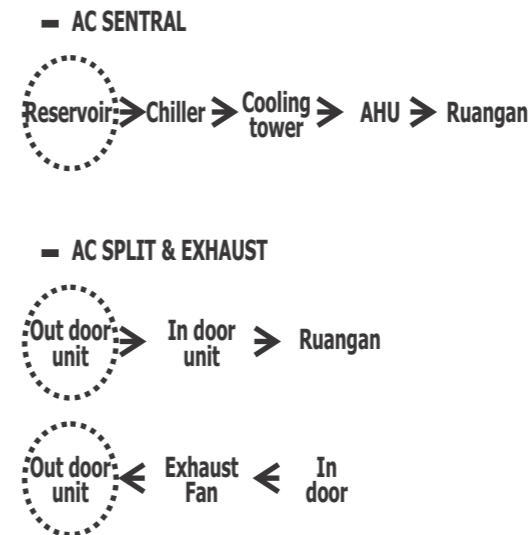 – AC SENTRAL
Reservoir Chiller Cooling tower AHU Ruangan
– AC SPLIT & EXHAUST
Out door unit In door unit Ruangan
Out door unit Exhaust Fan In door